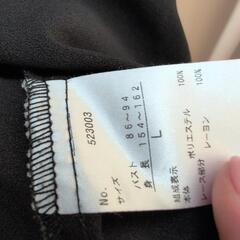 No. 523003
サイズ
バスト 86～94
身長 154～162
L
組成表示
本体 ポリエステル 100%
レース部分 レーヨン 100%